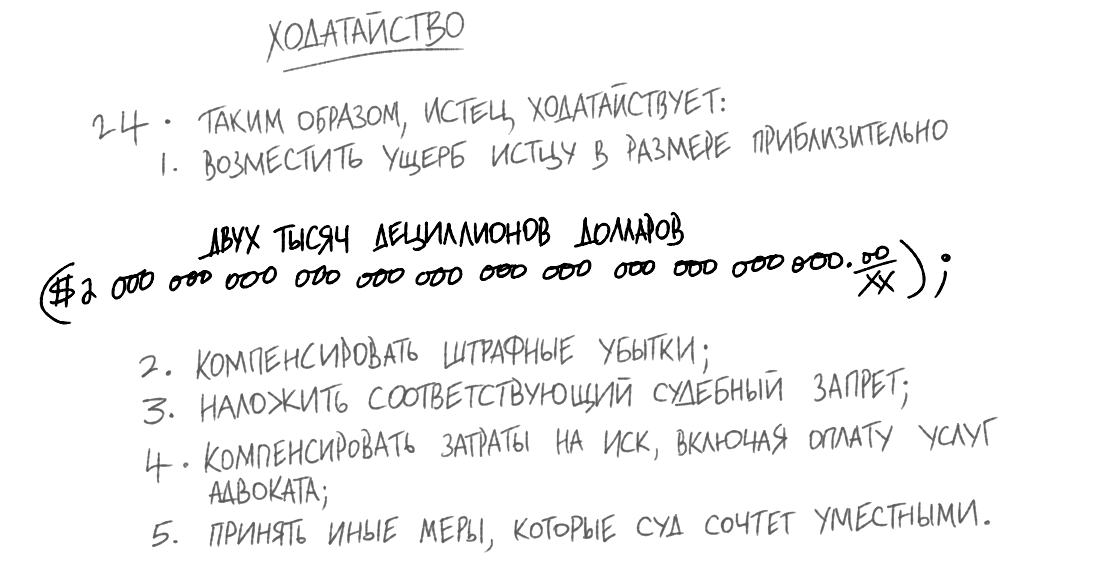 ХОДАТАЙСТВО
24. ТАКИМ ОБРАЗОМ, ИСТЕЦ ХОДАТАЙСТВУЕТ:
1. ВОЗМЕСТИТЬ УЩЕРБ ИСТЦУ В РАЗМЕРЕ ПРИБЛИЗИТЕЛЬНО
ДВУХ ТЫСЯЧ ДЕЦИЛЛИОНОВ ДОЛЛАРОВ
($2 000 000 000 000 000 000 000 000 000 000 000 000.00/XX);
2. КОМПЕНСИРОВАТЬ ШТРАФНЫЕ УБЫТКИ;
3. НАЛОЖИТЬ СООТВЕТСТВУЮЩИЙ СУДЕБНЫЙ ЗАПРЕТ;
4. КОМПЕНСИРОВАТЬ ЗАТРАТЫ НА ИСК, ВКЛЮЧАЯ ОПЛАТУ УСЛУГ
АДВОКАТА;
5. ПРИНЯТЬ ИНЫЕ МЕРЫ, КОТОРЫЕ СУД СОЧТЕТ УМЕСТНЫМИ.